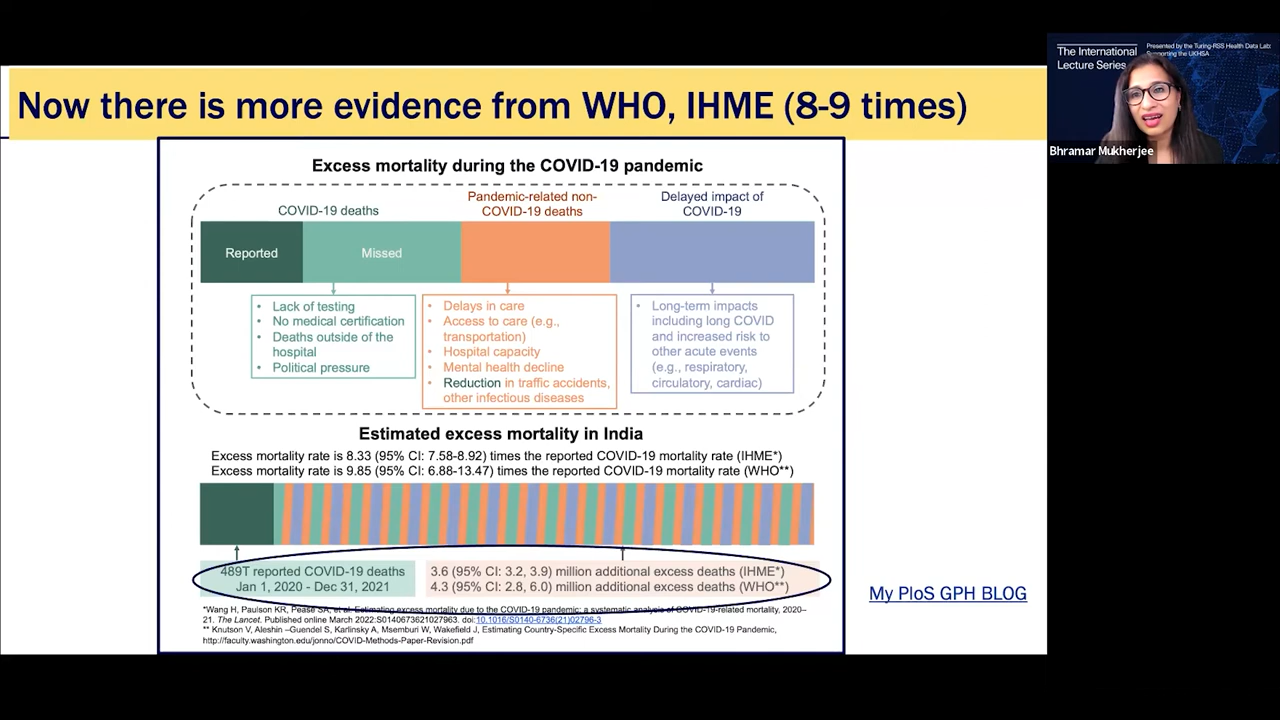 Now there is more evidence from WHO, IHME (8-9 times)
The International
Lecture Series
Presented by the Turing-RSS Health Data Lab:
Supporting the UKHSA
Bhramar Mukherjee
Excess mortality during the COVID-19 pandemic
COVID-19 deaths
Pandemic-related non-
COVID-19 deaths
Delayed impact of
COVID-19
Reported
Missed
• Lack of testing
• No medical certification
• Deaths outside of the
hospital
• Political pressure
• Delays in care
• Access to care (e.g.,
transportation)
• Hospital capacity
• Mental health decline
• Reduction in traffic accidents,
other infectious diseases
• Long-term impacts
including long COVID
and increased risk to
other acute events
(e.g., respiratory,
circulatory, cardiac)
Estimated excess mortality in India
Excess mortality rate is 8.33 (95% CI: 7.58-8.92) times the reported COVID-19 mortality rate (IHME*)
Excess mortality rate is 9.85 (95% CI: 6.88-13.47) times the reported COVID-19 mortality rate (WHO**)
489T reported COVID-19 deaths
Jan 1, 2020 - Dec 31, 2021
3.6 (95% CI: 3.2, 3.9) million additional excess deaths (IHME*)
4.3 (95% CI: 2.8, 6.0) million additional excess deaths (WHO**)
My PloS GPH BLOG
*Wang H, Paulson KR, Pease SA, et al. Estimating excess mortality due to the COVID-19 pandemic: a systematic analysis of COVID-19-related mortality, 2020–
21. The Lancet. Published online March 2022:S0140673621027963. doi:10.1016/S0140-6736(21)02796-3
** Knutson V, Aleshin –Guendel S, Karlinsky A, Msemburi W, Wakefield J, Estimating Country-Specific Excess Mortality During the COVID-19 Pandemic,
http://faculty.washington.edu/jonno/COVID-Methods-Paper-Revision.pdf